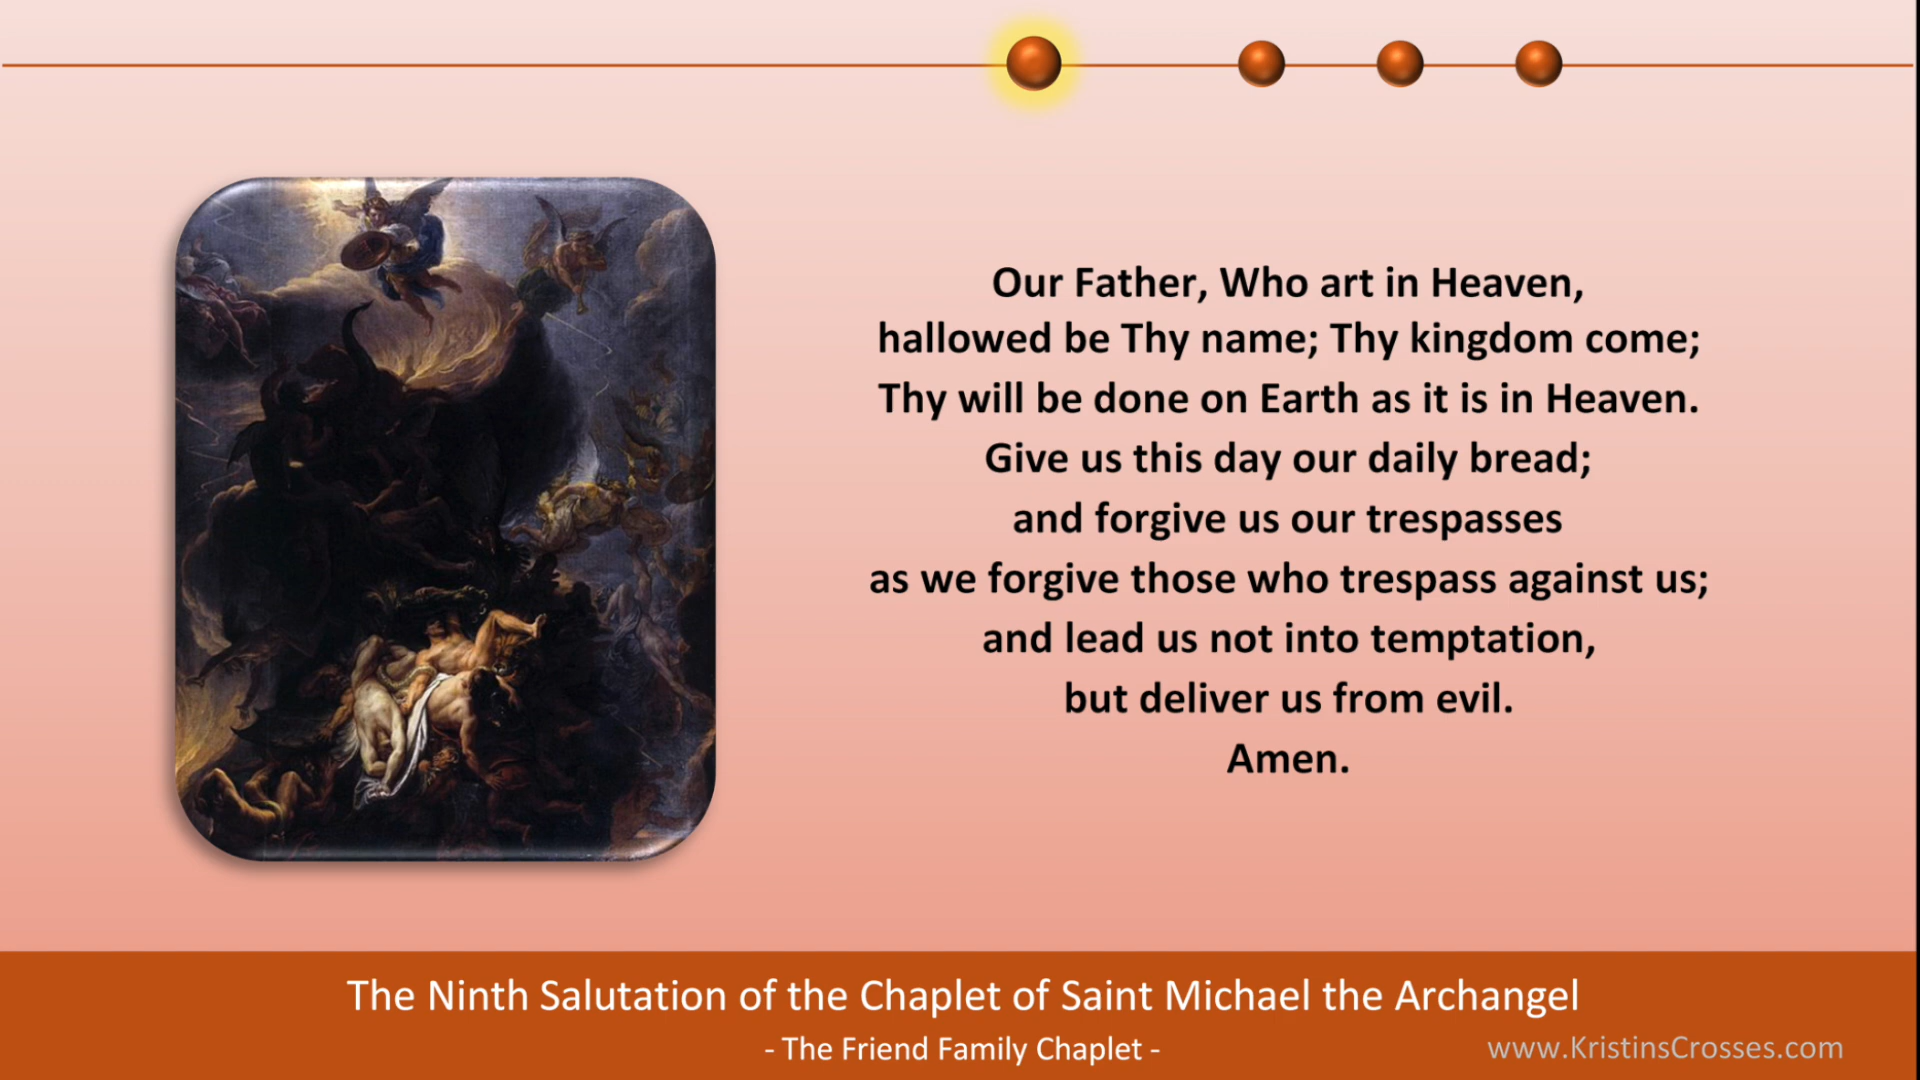 Our Father, Who art in Heaven,
hallowed be Thy name; Thy kingdom come;
Thy will be done on Earth as it is in Heaven.
Give us this day our daily bread;
and forgive us our trespasses
as we forgive those who trespass against us;
and lead us not into temptation,
but deliver us from evil.
Amen.
The Ninth Salutation of the Chaplet of Saint Michael the Archangel
- The Friend Family Chaplet -
www.KristinsCrosses.com